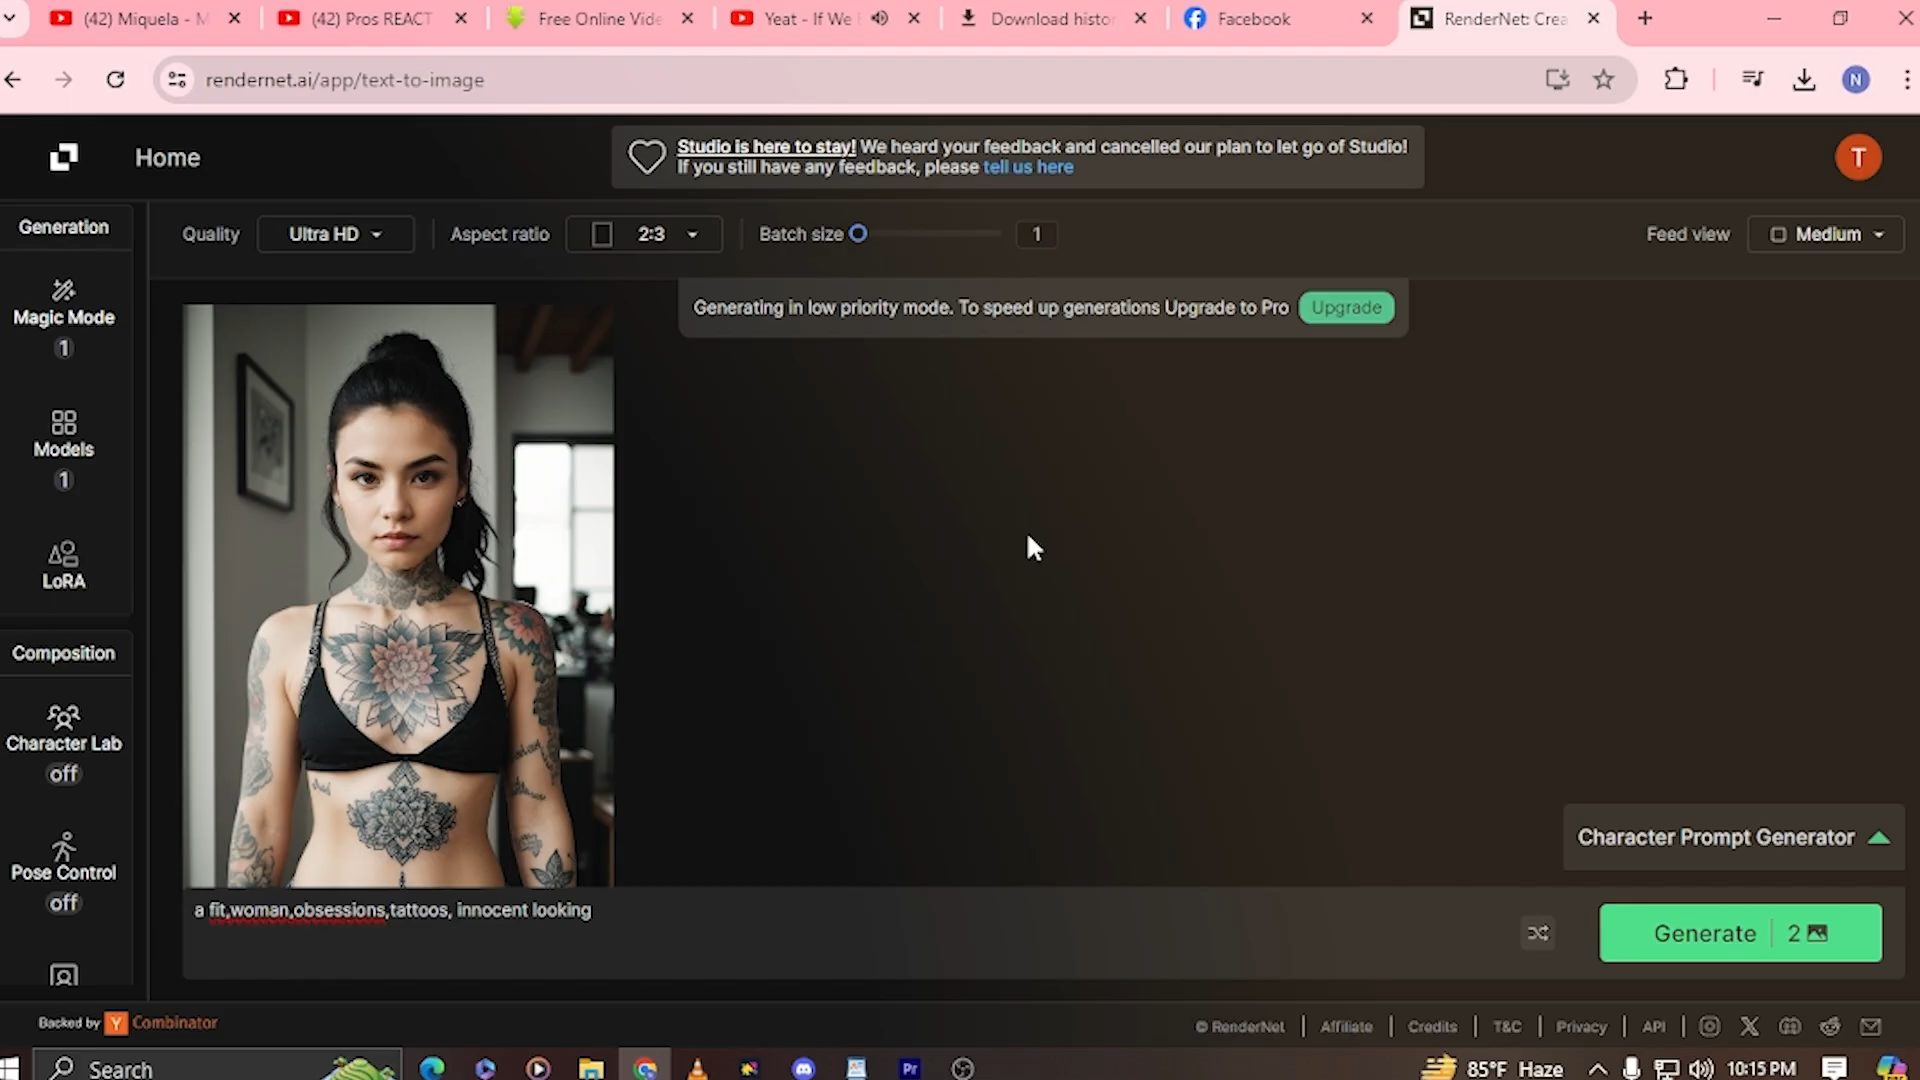 (42) Miquela - M
(42) Pros REACT
Free Online Vide
Yeat - If We
Download histo
Facebook
RenderNet: Crea
rendernet.ai/app/text-to-image
N
Home
Studio is here to stay! We heard your feedback and cancelled our plan to let go of Studio!
If you still have any feedback, please tell us here
T
Generation
Quality
Ultra HD
Aspect ratio
2:3
Batch size
1
Feed view
Medium
Magic Mode
1
Generating in low priority mode. To speed up generations Upgrade to Pro
Upgrade
Models
1
LoRA
Composition
Character Lab
off
Pose Control
off
Character Prompt Generator
a fit,woman,obsessions,tattoos, innocent looking
Generate
2
Backed by Y Combinator
© RenderNet
Affiliate
Credits
T&C
Privacy
API
Search
Pr
85°F Haze
10:15 PM